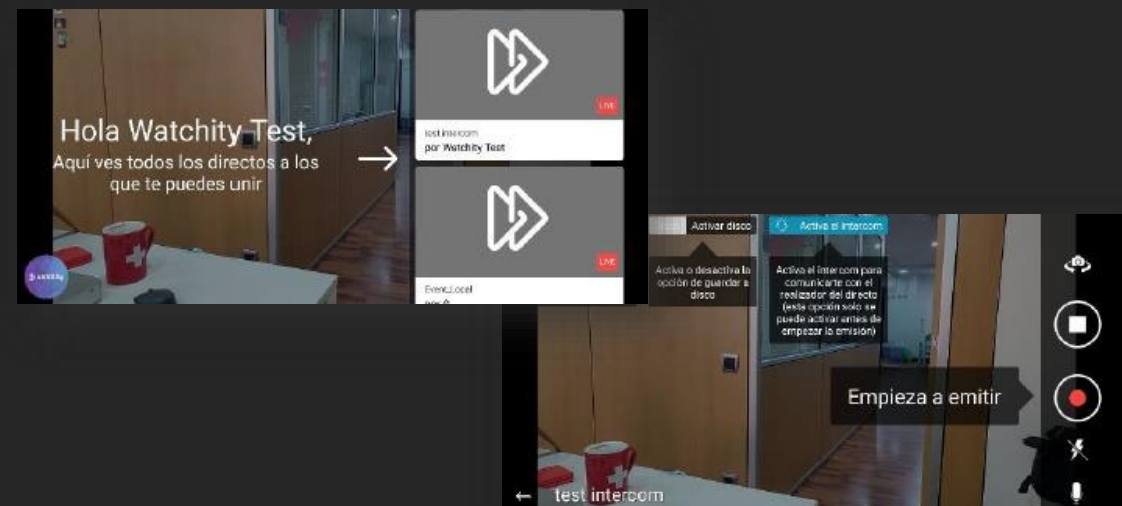 Hola Watchity Test,
Aquí ves todos los directos a los
que te puedes unir
LIVE
test intercom
por Watchity Test
LIVE
Event_Local
Activar disco
Activa el intercom
Activa o desactiva la
opción de guardar a
disco
Activa el intercom para
comunicarte con el
realizador del directo
(esta opción solo se
puede activar antes de
empezar la emisión)
Empieza a emitir
test intercom